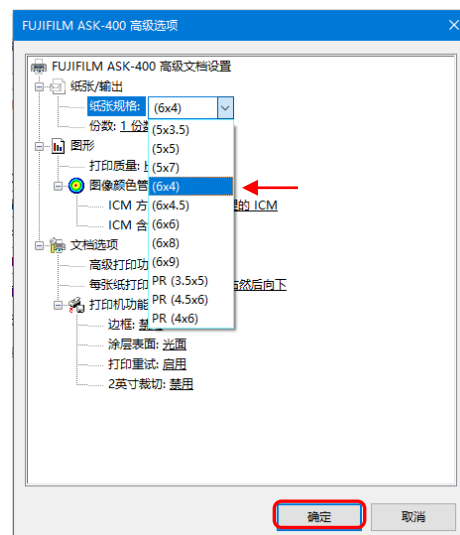 FUJIFILM ASK-400 高级选项
FUJIFILM ASK-400 高级文档设置
纸张/输出
纸张规格: (6x4)
份数: 1 份数
(5x3.5)
图形
(5x5)
打印质量:
(5x7)
图像颜色管
(6x4)
ICM 方
(6x4.5)
理的 ICM
ICM 含
(6x6)
文档选项
(6x8)
高级打印功
(6x9)
每张纸打印
PR (3.5x5)
右然后向下
打印机功能
PR (4.5x6)
边框:
PR (4x6)
涂层表面: 光面
打印重试: 启用
2英寸裁切: 禁用
确定
取消